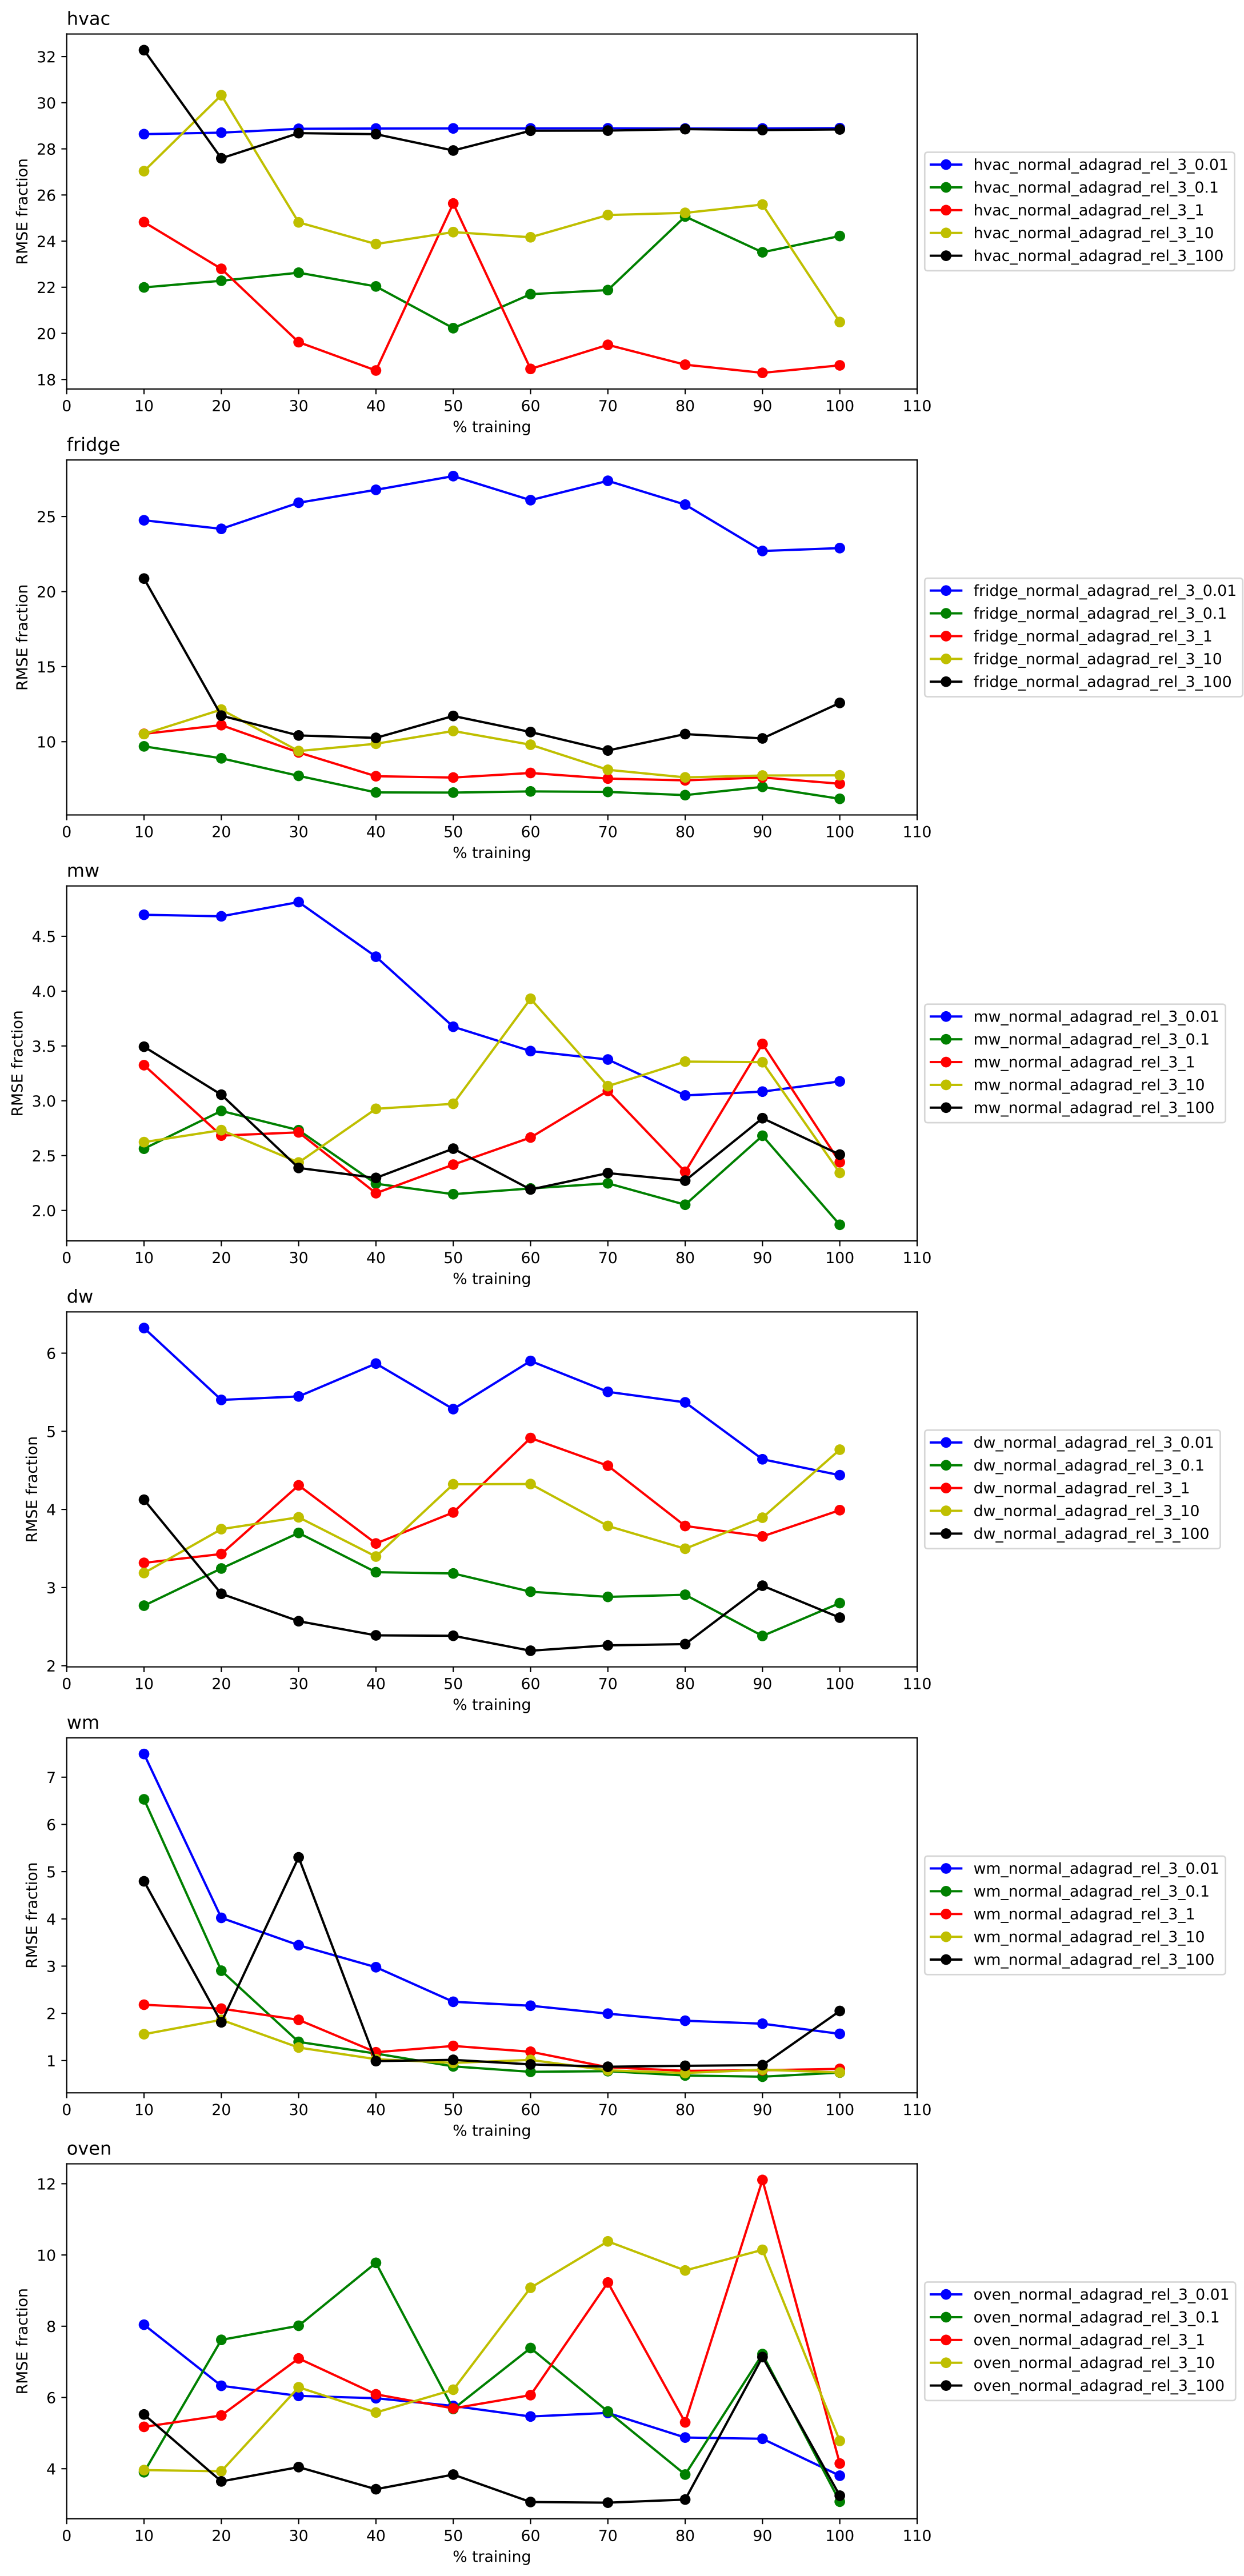 hvac
RMSE fraction
32
30
28
26
24
22
20
18
0 10 20 30 40 50 60 70 80 90 100 110
% training
hvac_normal_adagrad_rel_3_0.01
hvac_normal_adagrad_rel_3_0.1
hvac_normal_adagrad_rel_3_1
hvac_normal_adagrad_rel_3_10
hvac_normal_adagrad_rel_3_100
fridge
RMSE fraction
25
20
15
10
0 10 20 30 40 50 60 70 80 90 100 110
% training
fridge_normal_adagrad_rel_3_0.01
fridge_normal_adagrad_rel_3_0.1
fridge_normal_adagrad_rel_3_1
fridge_normal_adagrad_rel_3_10
fridge_normal_adagrad_rel_3_100
mw
RMSE fraction
4.5
4.0
3.5
3.0
2.5
2.0
0 10 20 30 40 50 60 70 80 90 100 110
% training
mw_normal_adagrad_rel_3_0.01
mw_normal_adagrad_rel_3_0.1
mw_normal_adagrad_rel_3_1
mw_normal_adagrad_rel_3_10
mw_normal_adagrad_rel_3_100
dw
RMSE fraction
6
5
4
3
2
0 10 20 30 40 50 60 70 80 90 100 110
% training
dw_normal_adagrad_rel_3_0.01
dw_normal_adagrad_rel_3_0.1
dw_normal_adagrad_rel_3_1
dw_normal_adagrad_rel_3_10
dw_normal_adagrad_rel_3_100
wm
RMSE fraction
7
6
5
4
3
2
1
0 10 20 30 40 50 60 70 80 90 100 110
% training
wm_normal_adagrad_rel_3_0.01
wm_normal_adagrad_rel_3_0.1
wm_normal_adagrad_rel_3_1
wm_normal_adagrad_rel_3_10
wm_normal_adagrad_rel_3_100
oven
RMSE fraction
12
10
8
6
4
0 10 20 30 40 50 60 70 80 90 100 110
% training
oven_normal_adagrad_rel_3_0.01
oven_normal_adagrad_rel_3_0.1
oven_normal_adagrad_rel_3_1
oven_normal_adagrad_rel_3_10
oven_normal_adagrad_rel_3_100